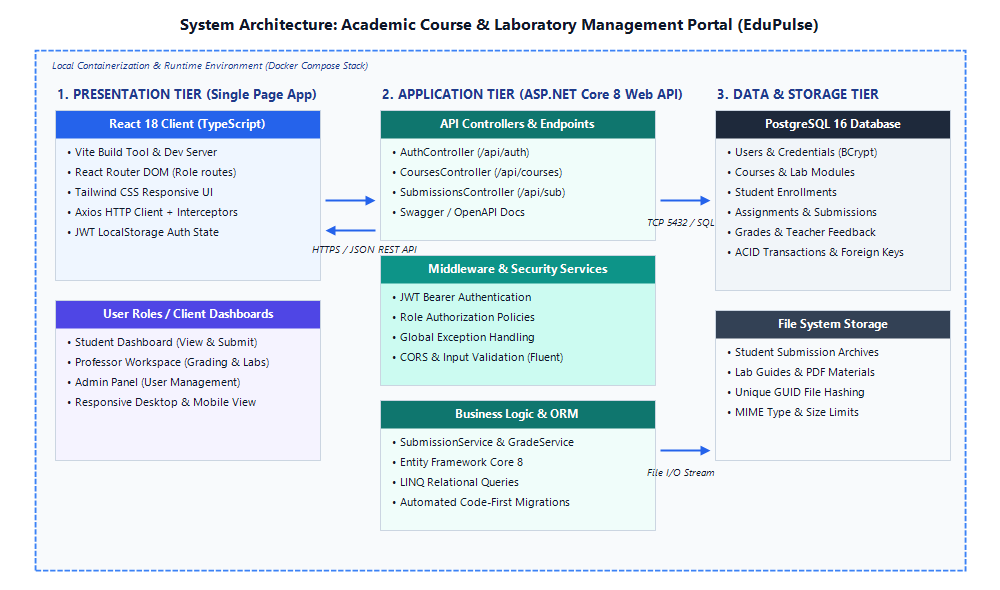 System Architecture: Academic Course & Laboratory Management Portal (EduPulse)
Local Containerization & Runtime Environment (Docker Compose Stack)
1. PRESENTATION TIER (Single Page App)
React 18 Client (TypeScript)
• Vite Build Tool & Dev Server
• React Router DOM (Role routes)
• Tailwind CSS Responsive UI
• Axios HTTP Client + Interceptors
• JWT LocalStorage Auth State
User Roles / Client Dashboards
• Student Dashboard (View & Submit)
• Professor Workspace (Grading & Labs)
• Admin Panel (User Management)
• Responsive Desktop & Mobile View
HTTPS / JSON REST API
2. APPLICATION TIER (ASP.NET Core 8 Web API)
API Controllers & Endpoints
• AuthController (/api/auth)
• CoursesController (/api/courses)
• SubmissionsController (/api/sub)
• Swagger / OpenAPI Docs
Middleware & Security Services
• JWT Bearer Authentication
• Role Authorization Policies
• Global Exception Handling
• CORS & Input Validation (Fluent)
Business Logic & ORM
• SubmissionService & GradeService
• Entity Framework Core 8
• LINQ Relational Queries
• Automated Code-First Migrations
TCP 5432 / SQL
File I/O Stream
3. DATA & STORAGE TIER
PostgreSQL 16 Database
• Users & Credentials (BCrypt)
• Courses & Lab Modules
• Student Enrollments
• Assignments & Submissions
• Grades & Teacher Feedback
• ACID Transactions & Foreign Keys
File System Storage
• Student Submission Archives
• Lab Guides & PDF Materials
• Unique GUID File Hashing
• MIME Type & Size Limits